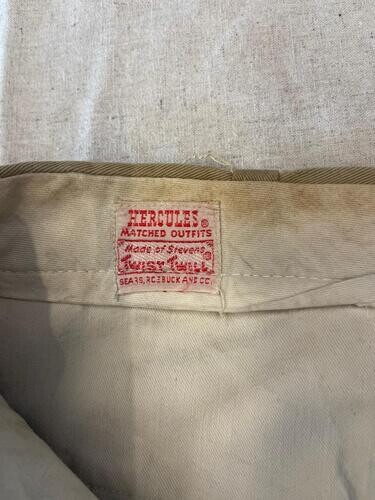 HERCULES®
MATCHED OUTFITS
Made of Stevens
TWIST TWILL®
SEARS, ROEBUCK AND CO.